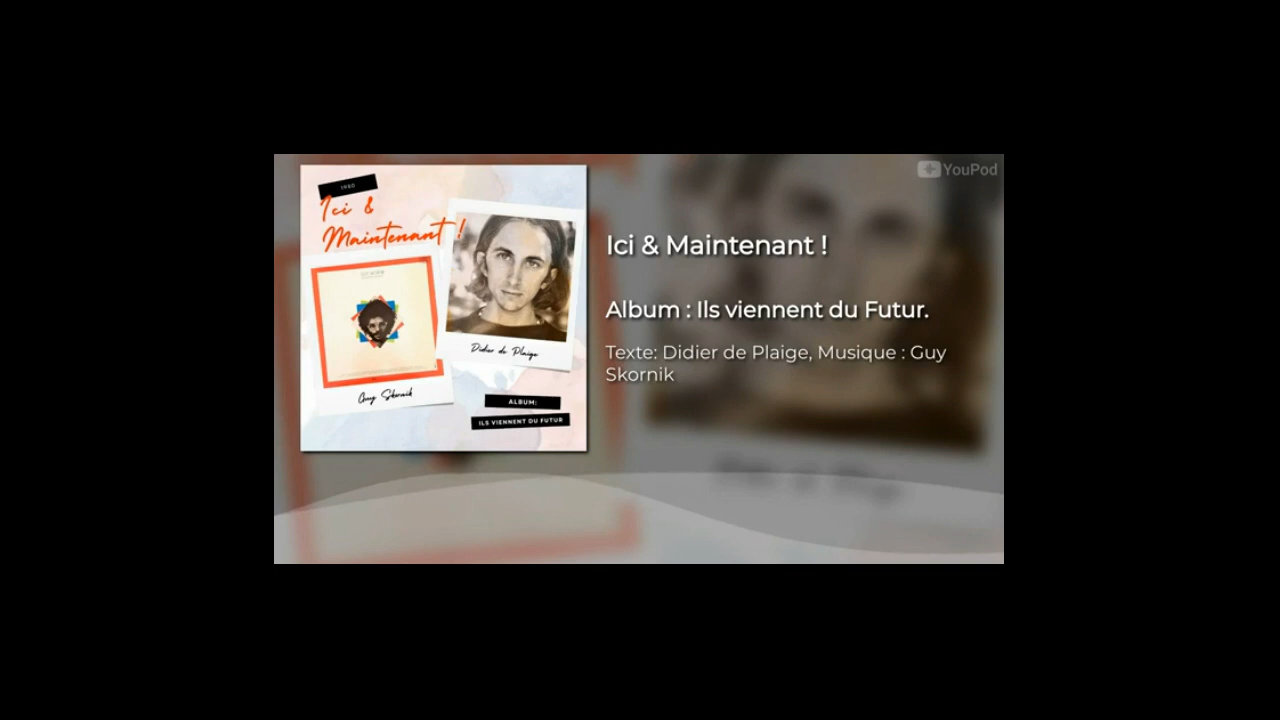 YouPod
1980
Ici &
Maintenant !
Didier de Plaige
Guy Skornik
ALBUM:
ILS VIENNENT DU FUTUR
Ici & Maintenant !
Album : Ils viennent du Futur.
Texte: Didier de Plaige, Musique : Guy
Skornik